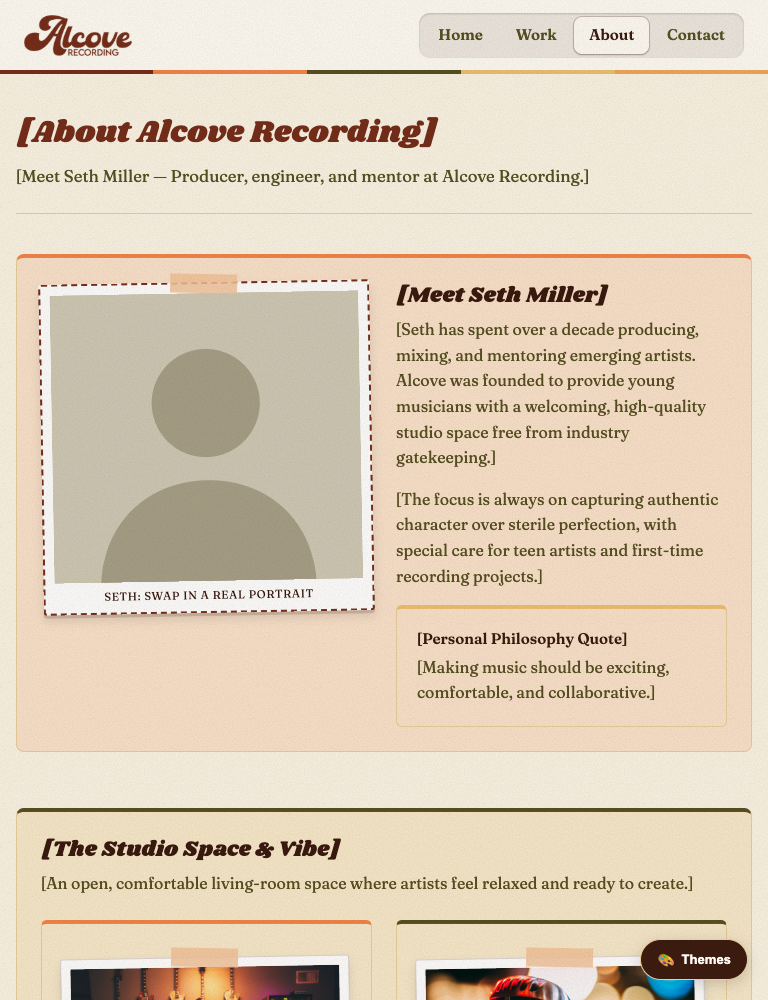 Alcove
RECORDING
Home Work About Contact
[About Alcove Recording]
[Meet Seth Miller — Producer, engineer, and mentor at Alcove Recording.]
SETH: SWAP IN A REAL PORTRAIT
[Meet Seth Miller]
[Seth has spent over a decade producing,
mixing, and mentoring emerging artists.
Alcove was founded to provide young
musicians with a welcoming, high-quality
studio space free from industry
gatekeeping.]
[The focus is always on capturing authentic
character over sterile perfection, with
special care for teen artists and first-time
recording projects.]
[Personal Philosophy Quote]
[Making music should be exciting,
comfortable, and collaborative.]
[The Studio Space & Vibe]
[An open, comfortable living-room space where artists feel relaxed and ready to create.]
🎨 Themes